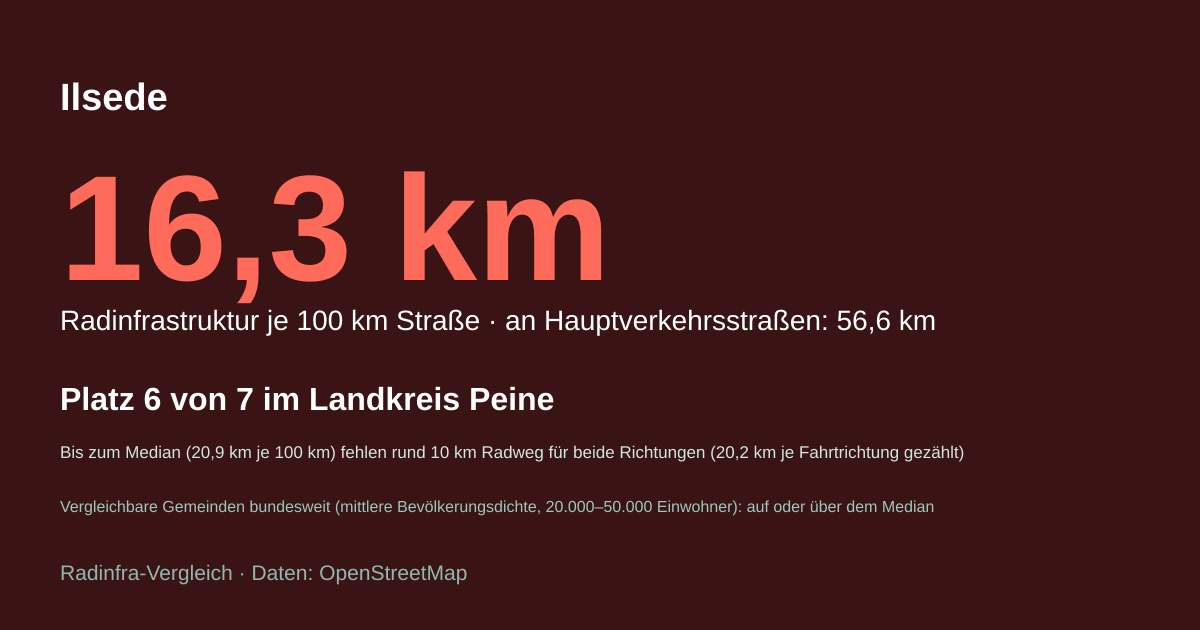 Ilsede
16,3 km
Radinfrastruktur je 100 km Straße · an Hauptverkehrsstraßen: 56,6 km
Platz 6 von 7 im Landkreis Peine
Bis zum Median (20,9 km je 100 km) fehlen rund 10 km Radweg für beide Richtungen (20,2 km je Fahrtrichtung gezählt)
Vergleichbare Gemeinden bundesweit (mittlere Bevölkerungsdichte, 20.000–50.000 Einwohner): auf oder über dem Median
Radinfra-Vergleich · Daten: OpenStreetMap